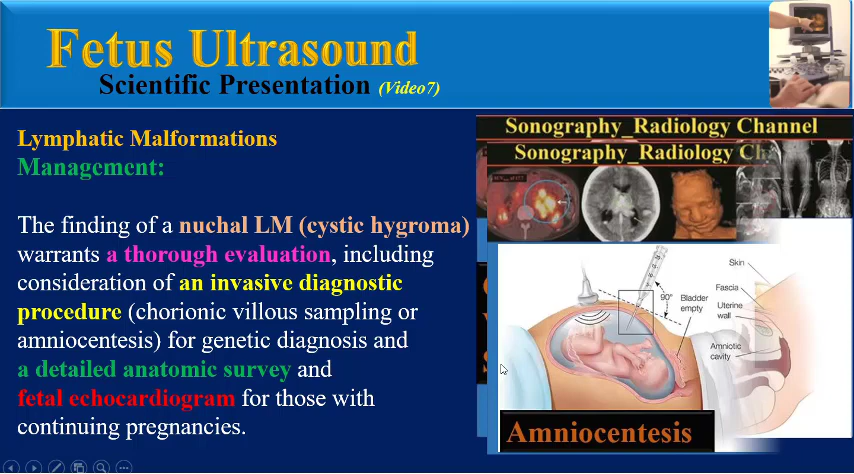 Fetus Ultrasound
Scientific Presentation (Video7)
Lymphatic Malformations
Management:
The finding of a nuchal LM (cystic hygroma)
warrants a thorough evaluation, including
consideration of an invasive diagnostic
procedure (chorionic villous sampling or
amniocentesis) for genetic diagnosis and
a detailed anatomic survey and
fetal echocardiogram for those with
continuing pregnancies.
Sonography_Radiology Channel
Sonography_Radiology Ch
90°
Bladder
empty
Skin
Fascia
Uterine
wall
Amniotic
cavity
Amniocentesis